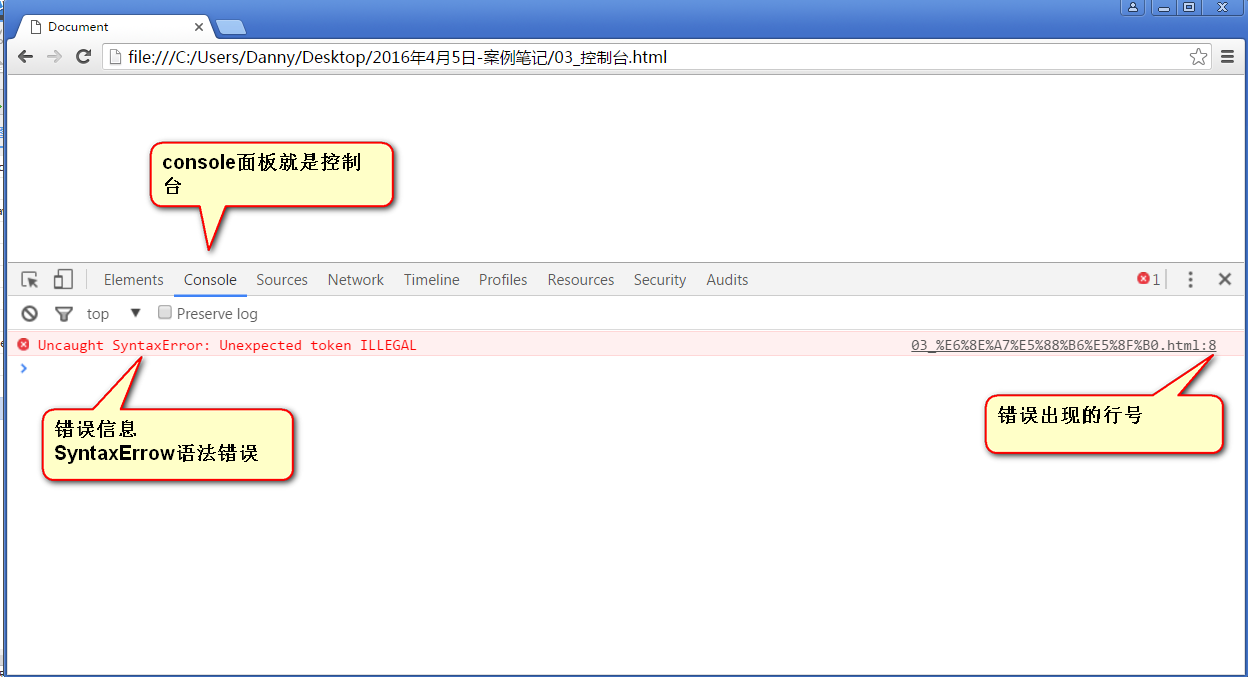 Document
file:///C:/Users/Danny/Desktop/2016年4月5日-案例笔记/03_控制台.html
console面板就是控制
台
Elements Console Sources Network Timeline Profiles Resources Security Audits 1
top Preserve log
Uncaught SyntaxError: Unexpected token ILLEGAL 03_%E6%8E%A7%E5%88%B6%E5%8F%B0.html:8
错误信息
SyntaxErrow语法错误
错误出现的行号